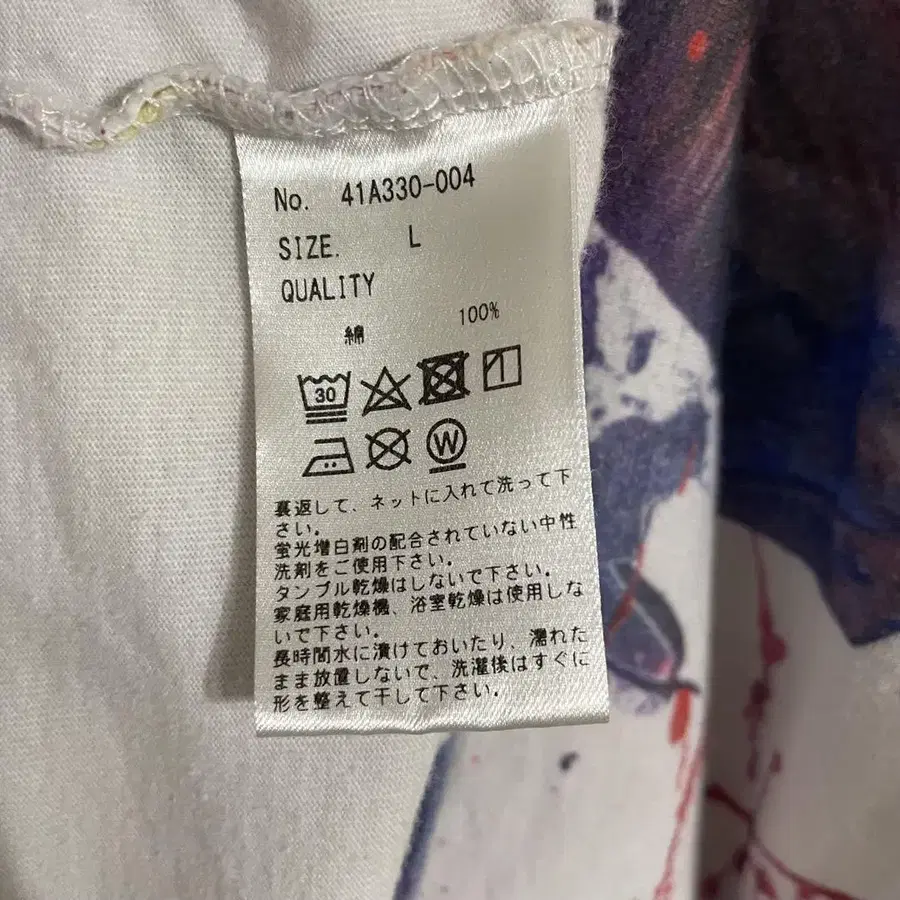 No. 41A330-004
SIZE. L
QUALITY
綿 100%
30
W
裏返して、ネットに入れて洗って下
さい。
蛍光増白剤の配合されていない中性
洗剤をご使用下さい。
タンブル乾燥はしないで下さい。
家庭用乾燥機、浴室乾燥は使用しな
いで下さい。
長時間水に漬けておいたり、濡れた
まま放置しないで、洗濯後はすぐに
形を整えて干して下さい。